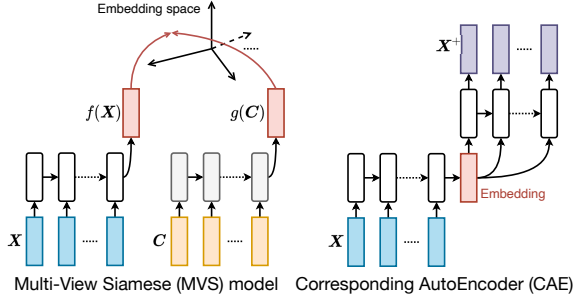 Embedding space
.....
f(X)
g(C)
X
.....
C
.....
Multi-View Siamese (MVS) model
X⁺
.....
Embedding
X
.....
Corresponding AutoEncoder (CAE)